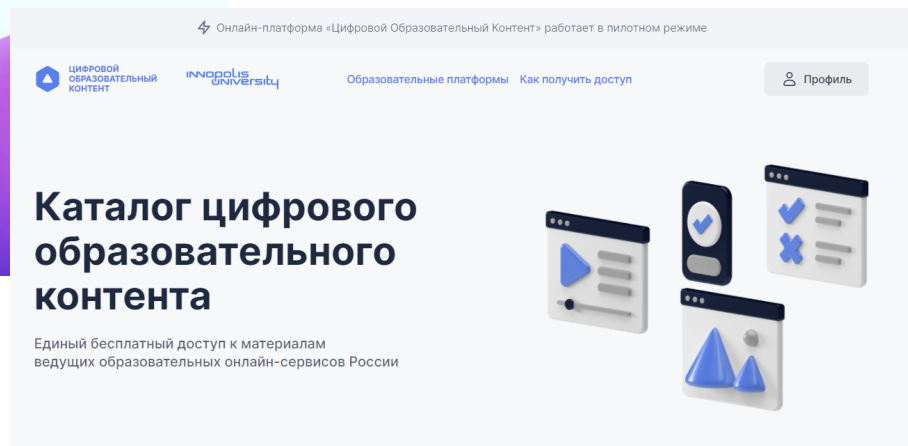 Онлайн-платформа «Цифровой Образовательный Контент» работает в пилотном режиме
ЦИФРОВОЙ
ОБРАЗОВАТЕЛЬНЫЙ
КОНТЕНТ
INNOPOLIS
UNIVERSITY
Образовательные платформы Как получить доступ
Профиль
Каталог цифрового
образовательного
контента
Единый бесплатный доступ к материалам
ведущих образовательных онлайн-сервисов России